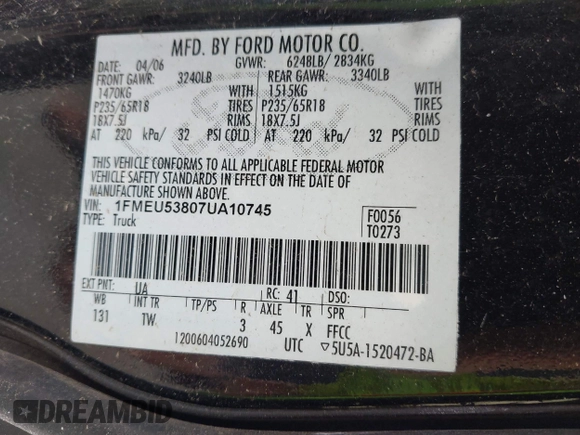 MFD. BY FORD MOTOR CO.
DATE: 04/06 GVWR: 6248LB/ 2834KG
FRONT GAWR: 3240LB REAR GAWR: 3340LB
1470KG WITH 1515KG WITH
P235/65R18 TIRES P235/65R18 TIRES
18X7.5J RIMS 18X7.5J RIMS
AT 220 kPa/ 32 PSI COLD AT 220 kPa/ 32 PSI COLD
THIS VEHICLE CONFORMS TO ALL APPLICABLE FEDERAL MOTOR
VEHICLE SAFETY STANDARDS IN EFFECT ON THE DATE OF
MANUFACTURE SHOWN ABOVE.
VIN: 1FMEU53807UA10745
TYPE: Truck
F0056
T0273
EXT PNT: UA RC: 41 DSO:
WB INT TR TP/PS R AXLE TR SPR
131 TW 3 45 X FFCC
1200604052690 UTC ▽5U5A-1520472-BA
DREAMBID